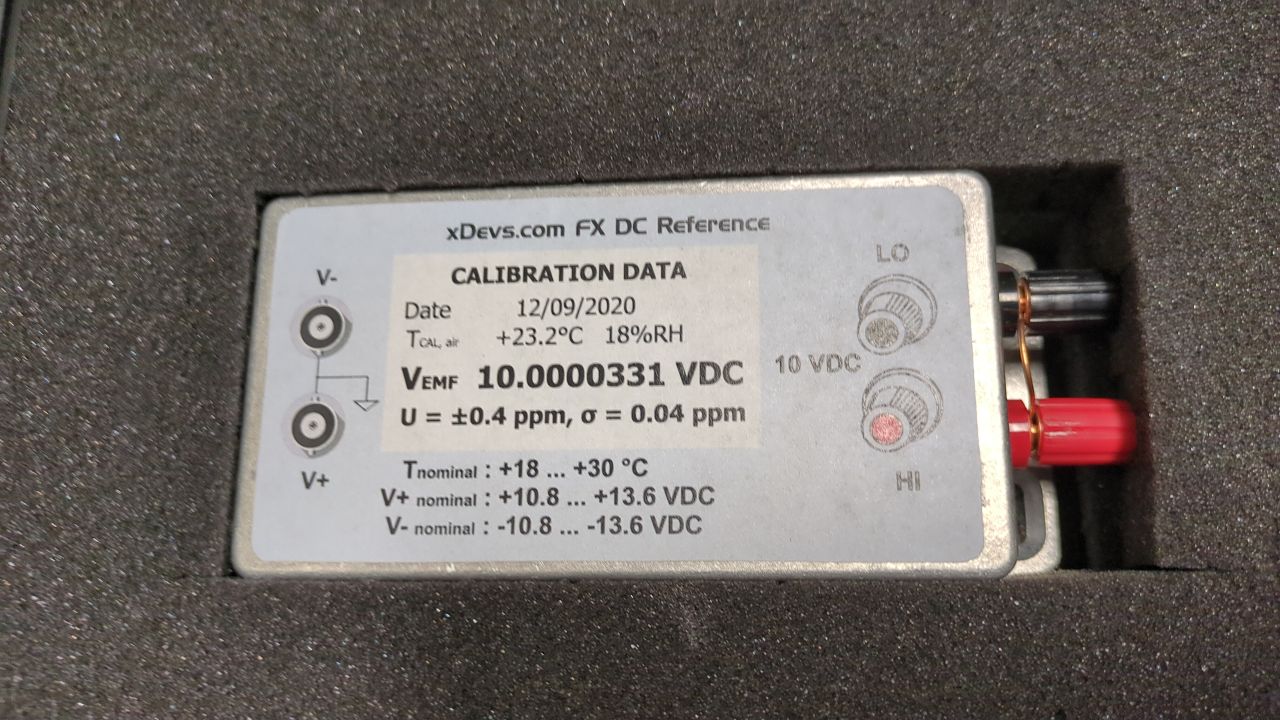 xDevs.com FX DC Reference
CALIBRATION DATA
Date 12/09/2020
TCAL, air +23.2°C 18%RH
VEMF 10.0000331 VDC
U = ±0.4 ppm, σ = 0.04 ppm
Tnominal : +18 ... +30 °C
V+ nominal : +10.8 ... +13.6 VDC
V- nominal : -10.8 ... -13.6 VDC
V-
V+
LO
10 VDC
HI